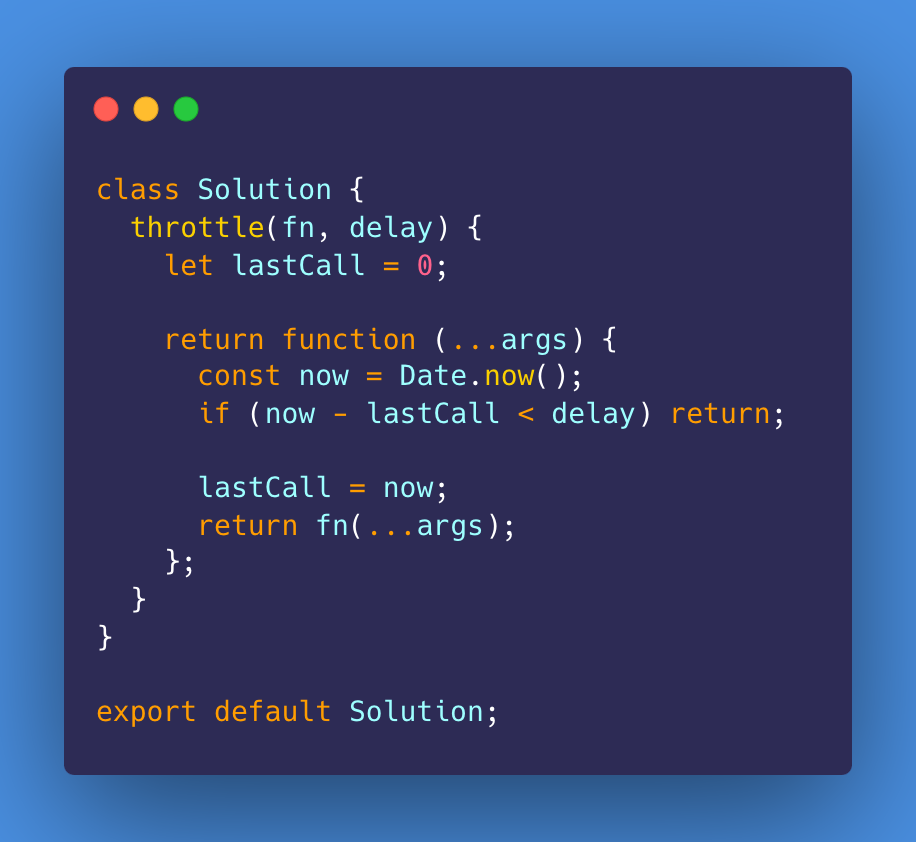 class Solution {
  throttle(fn, delay) {
    let lastCall = 0;

    return function (...args) {
      const now = Date.now();
      if (now - lastCall < delay) return;

      lastCall = now;
      return fn(...args);
    };
  }
}

export default Solution;